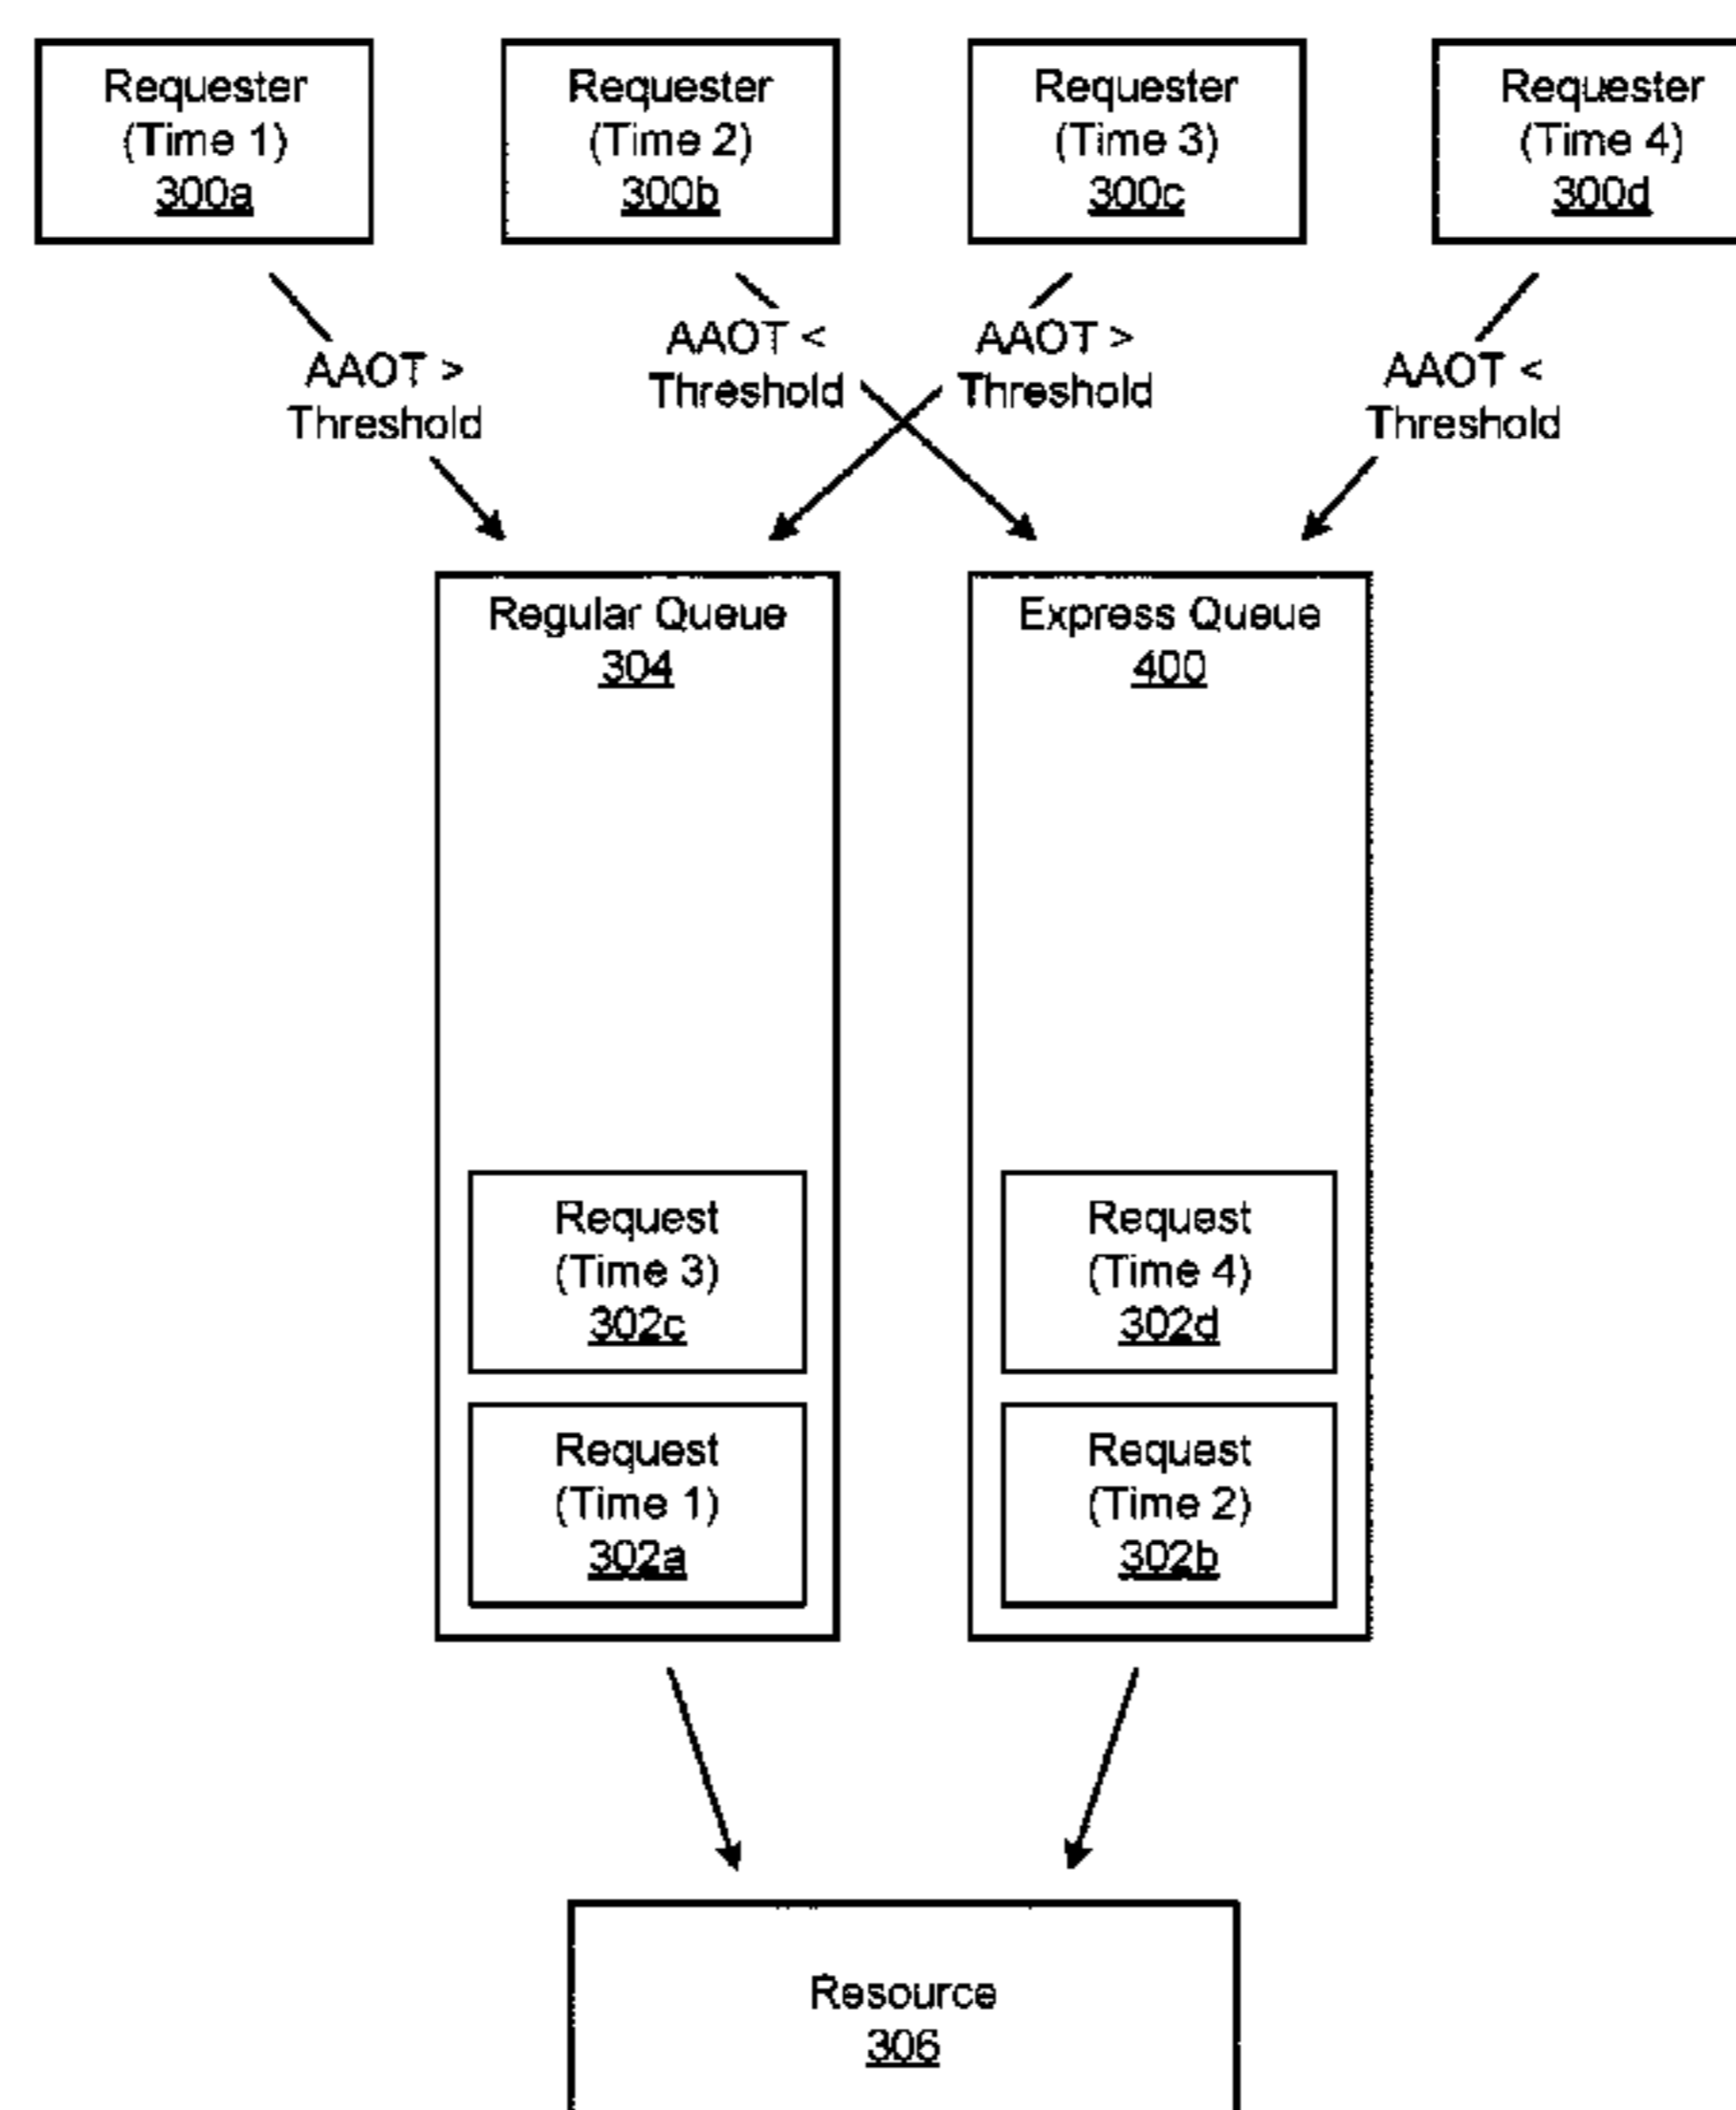 Requester
(Time 1)
300a
Requester
(Time 2)
300b
Requester
(Time 3)
300c
Requester
(Time 4)
300d
AAOT >
Threshold
AAOT <
Threshold
AAOT >
Threshold
AAOT <
Threshold
Regular Queue
304
Express Queue
400
Request
(Time 3)
302c
Request
(Time 4)
302d
Request
(Time 1)
302a
Request
(Time 2)
302b
Resource
306